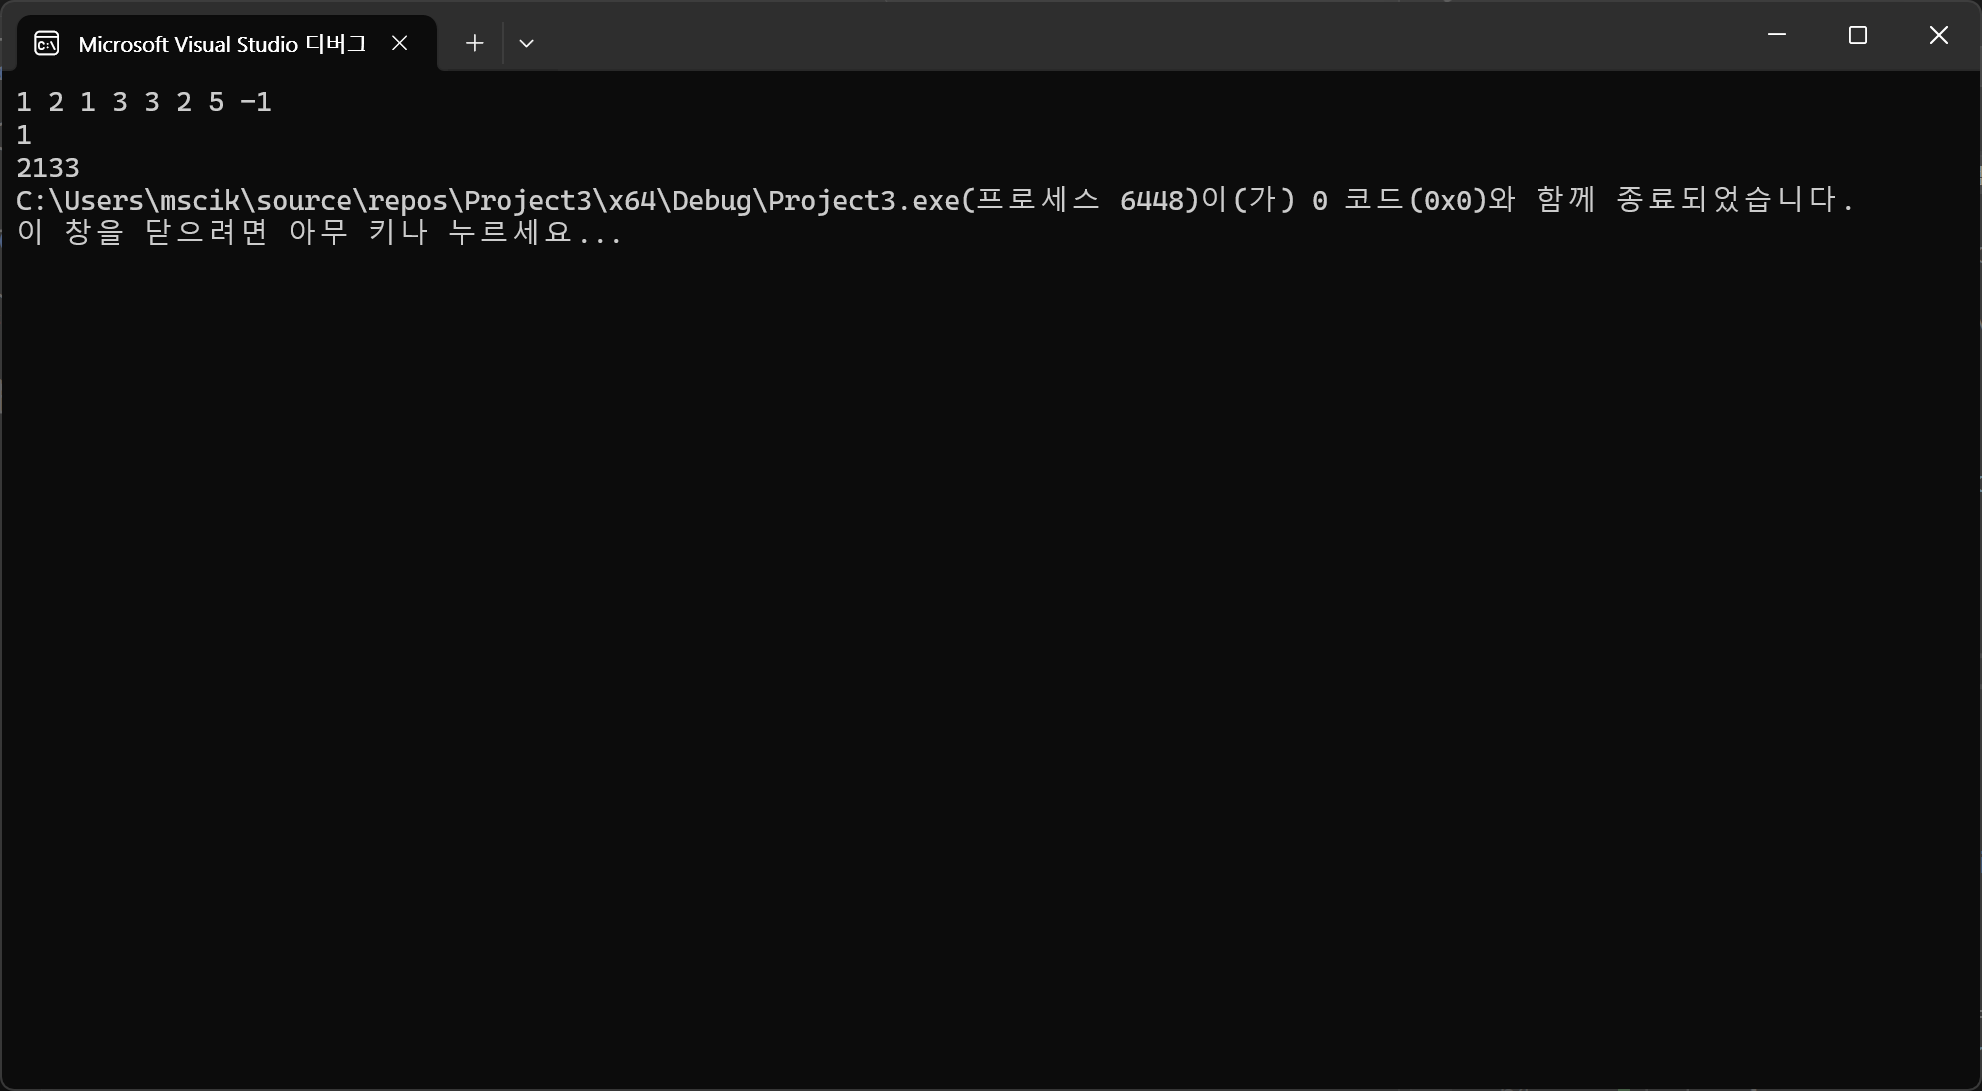 Microsoft Visual Studio 디버그
1 2 1 3 3 2 5 -1
1
2133
C:\Users\mscik\source\repos\Project3\x64\Debug\Project3.exe(프로세스 6448)이(가) 0 코드(0x0)와 함께 종료되었습니다.
이 창을 닫으려면 아무 키나 누르세요...